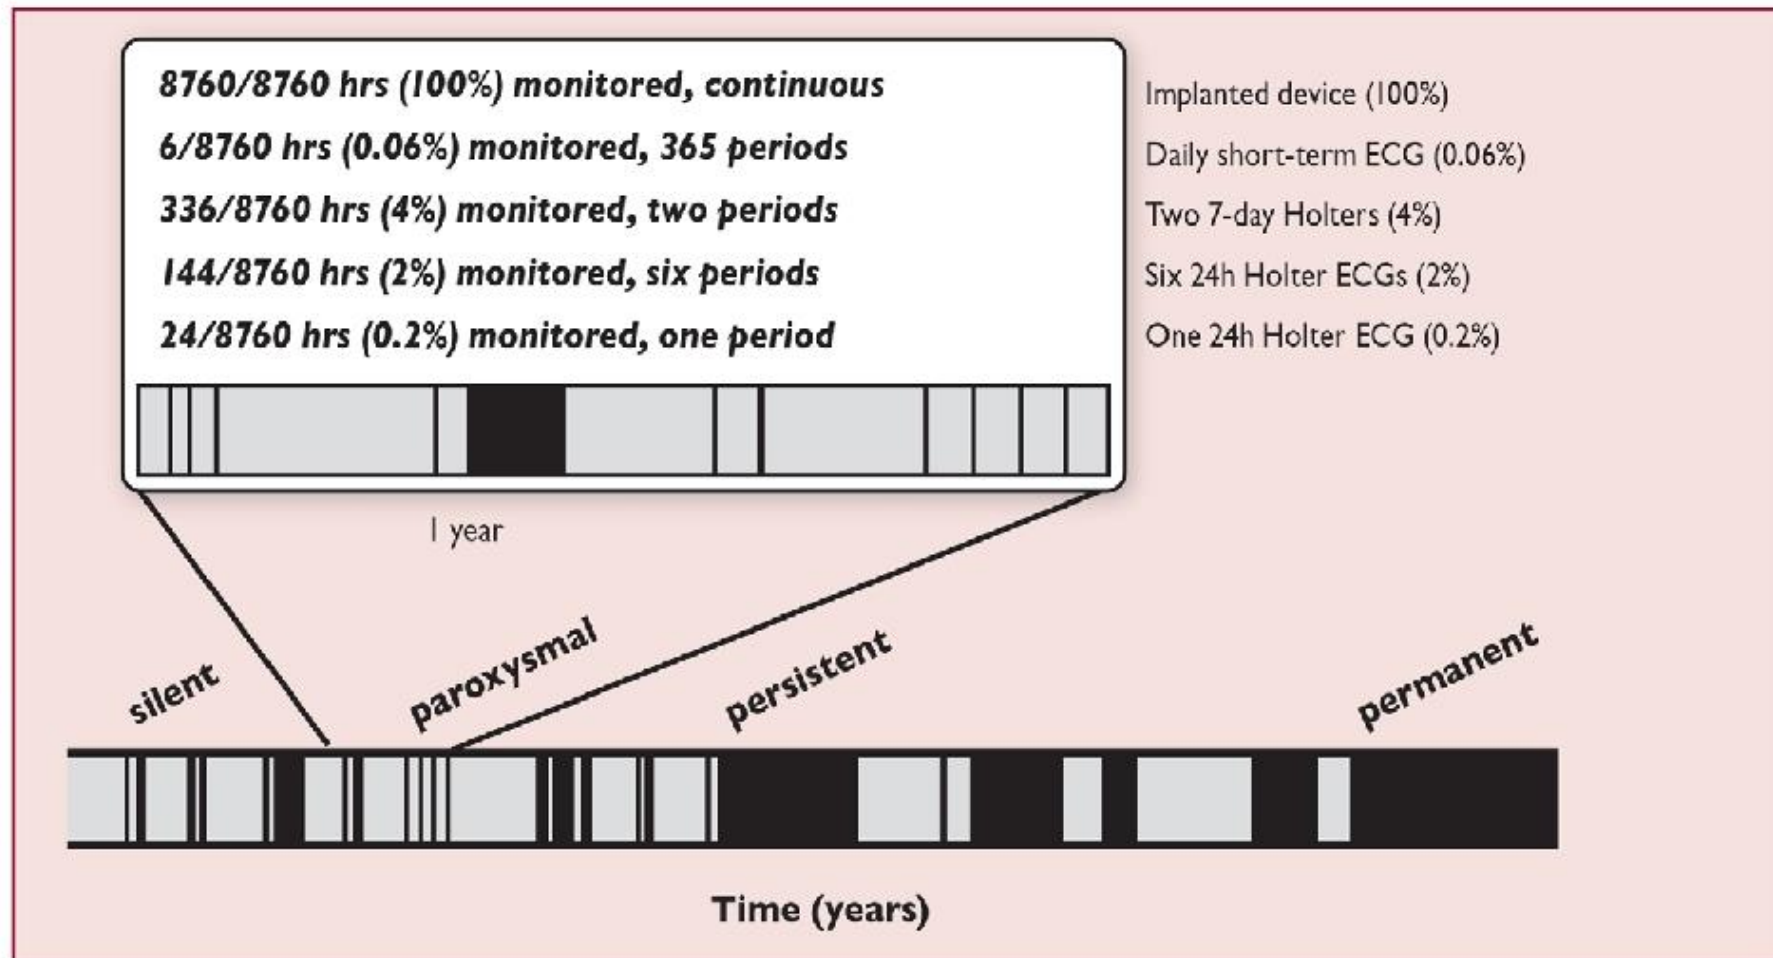 8760/8760 hrs (100%) monitored, continuous
6/8760 hrs (0.06%) monitored, 365 periods
336/8760 hrs (4%) monitored, two periods
144/8760 hrs (2%) monitored, six periods
24/8760 hrs (0.2%) monitored, one period
Implanted device (100%)
Daily short-term ECG (0.06%)
Two 7-day Holters (4%)
Six 24h Holter ECGs (2%)
One 24h Holter ECG (0.2%)
1 year
silent
paroxysmal
persistent
permanent
Time (years)